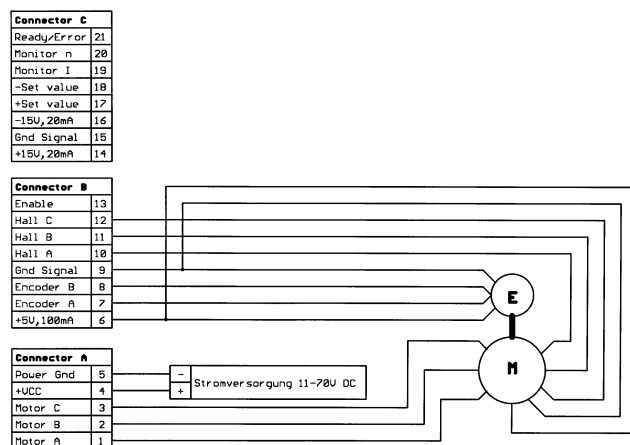 Connector C
Ready/Error 21
Monitor n 20
Monitor I 19
-Set value 18
+Set value 17
-15V,20mA 16
Gnd Signal 15
+15V,20mA 14
Connector B
Enable 13
Hall C 12
Hall B 11
Hall A 10
Gnd Signal 9
Encoder B 8
Encoder A 7
+5V,100mA 6
E
Connector A
Power Gnd 5
+VCC 4
Motor C 3
Motor B 2
Motor A 1
-
+
Stromversorgung 11-70V DC
M